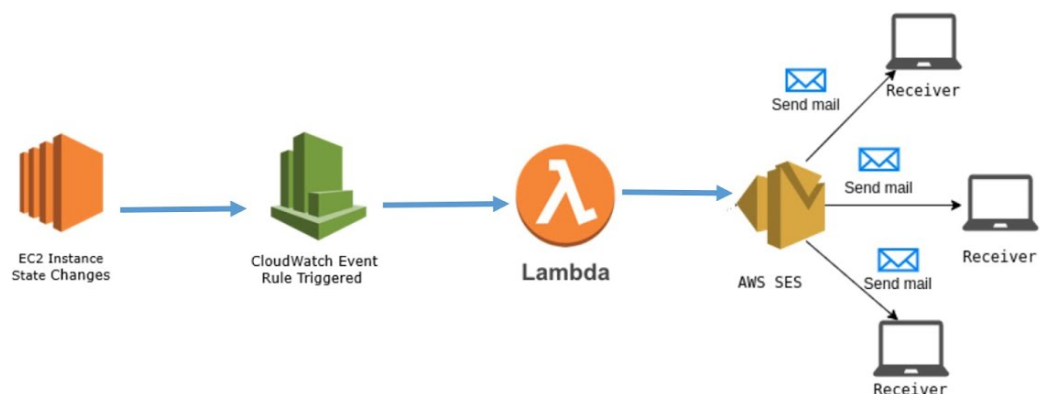 EC2 Instance
State Changes
CloudWatch Event
Rule Triggered
Lambda
AWS SES
Send mail
Receiver
Send mail
Receiver
Send mail
Receiver